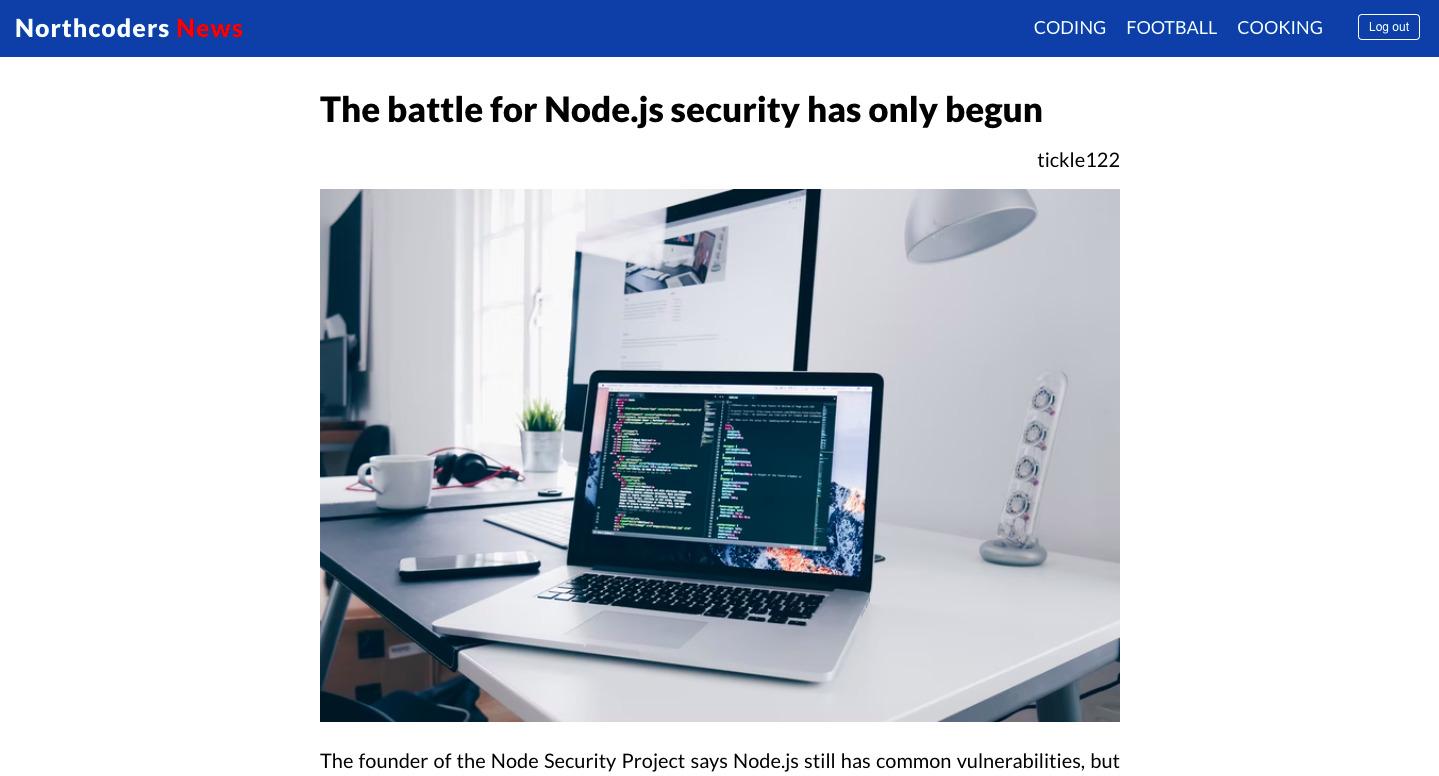 Northcoders News
CODING FOOTBALL COOKING Log out
The battle for Node.js security has only begun
tickle122
The founder of the Node Security Project says Node.js still has common vulnerabilities, but